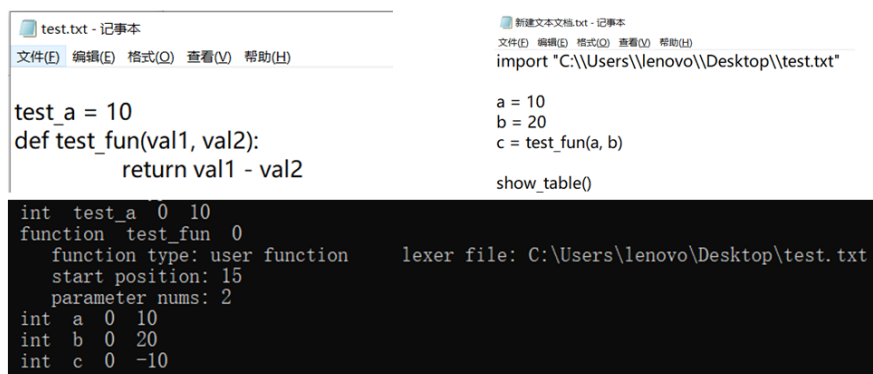 test.txt - 记事本
文件(F) 编辑(E) 格式(O) 查看(V) 帮助(H)
test_a = 10
def test_fun(val1, val2):
return val1 - val2
新建文本文档.txt - 记事本
文件(F) 编辑(E) 格式(O) 查看(V) 帮助(H)
import "C:\\Users\\lenovo\\Desktop\\test.txt"
a = 10
b = 20
c = test_fun(a, b)
show_table()
int test_a 0 10
function test_fun 0
function type: user function lexer file: C:\Users\lenovo\Desktop\test.txt
start position: 15
parameter nums: 2
int a 0 10
int b 0 20
int c 0 -10